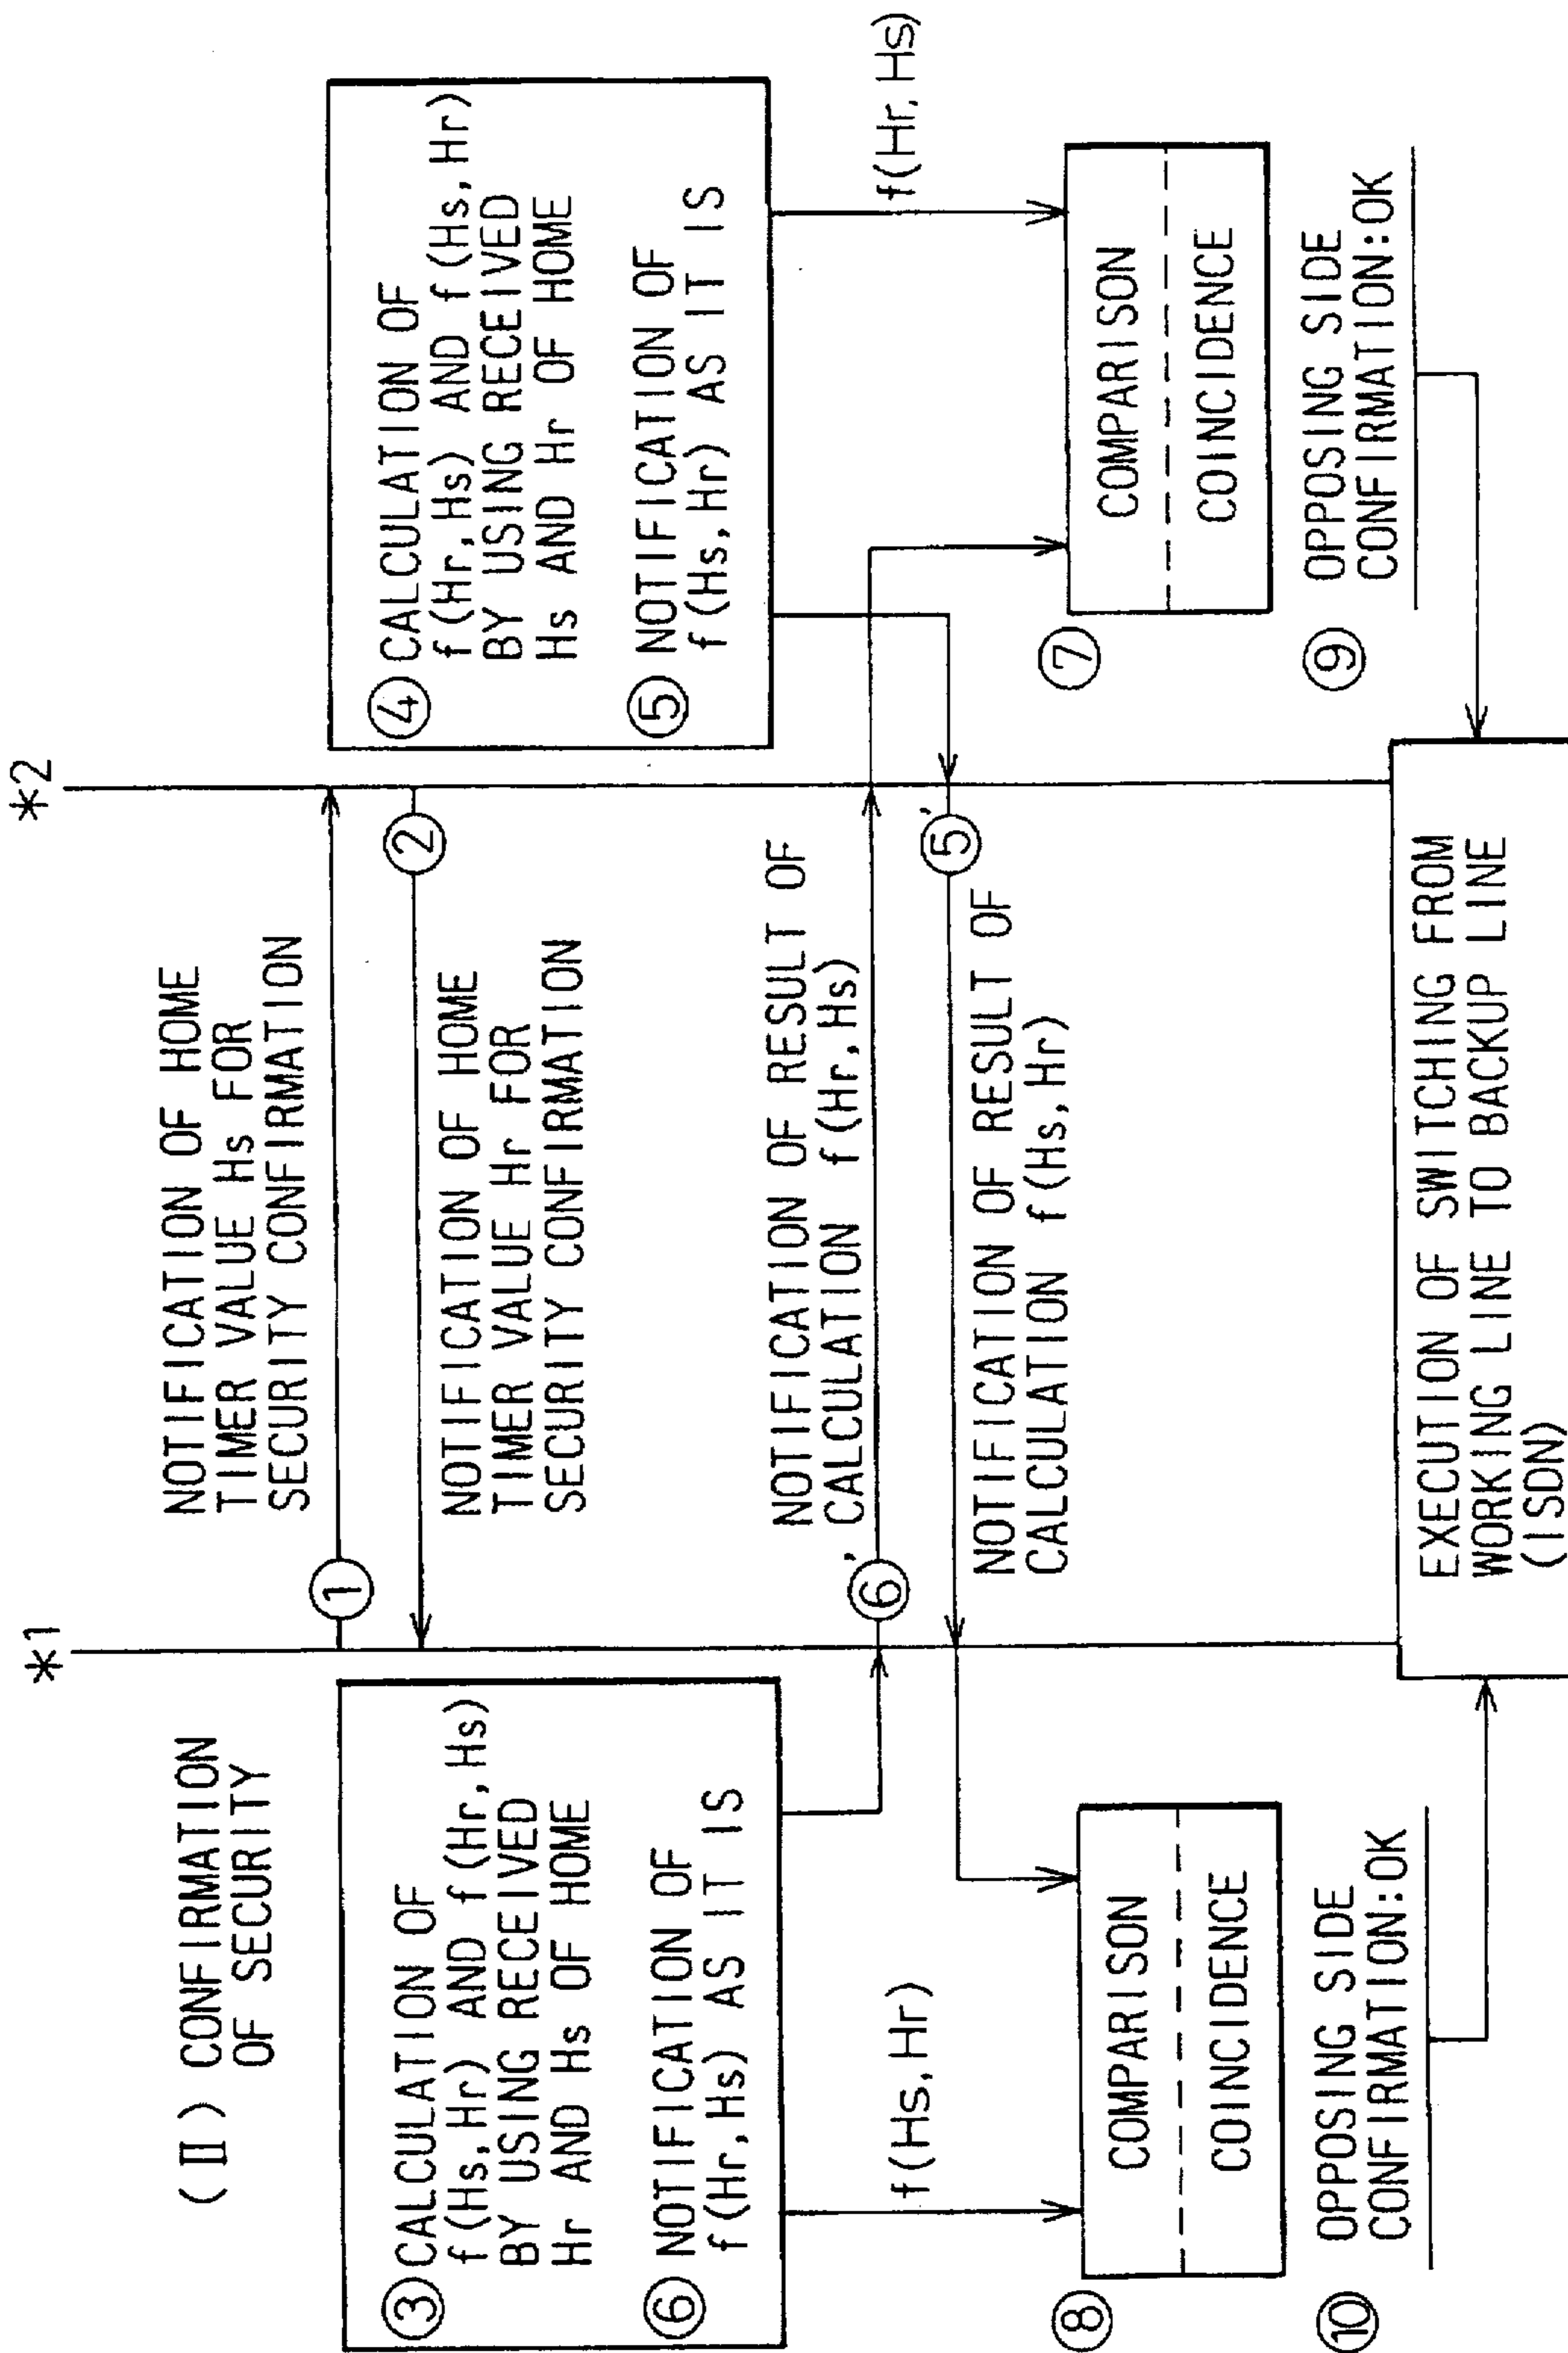 *1
*2
(II) CONFIRMATION
OF SECURITY
NOTIFICATION OF HOME
TIMER VALUE Hs FOR
SECURITY CONFIRMATION
①
②
NOTIFICATION OF HOME
TIMER VALUE Hr FOR
SECURITY CONFIRMATION
③ CALCULATION OF
f(Hs,Hr) AND f(Hr,Hs)
BY USING RECEIVED
Hr AND Hs OF HOME
⑥ NOTIFICATION OF
f(Hr,Hs) AS IT IS
④ CALCULATION OF
f(Hr,Hs) AND f(Hs,Hr)
BY USING RECEIVED
Hs AND Hr OF HOME
⑤ NOTIFICATION OF
f(Hs,Hr) AS IT IS
NOTIFICATION OF RESULT OF
CALCULATION f(Hr,Hs)
⑥'
⑤'
NOTIFICATION OF RESULT OF
CALCULATION f(Hs,Hr)
f(Hs,Hr)
f(Hr,Hs)
⑧
COMPARISON
COINCIDENCE
⑦
COMPARISON
COINCIDENCE
⑩ OPPOSING SIDE
CONFIRMATION:OK
⑨ OPPOSING SIDE
CONFIRMATION:OK
EXECUTION OF SWITCHING FROM
WORKING LINE TO BACKUP LINE
(ISDN)